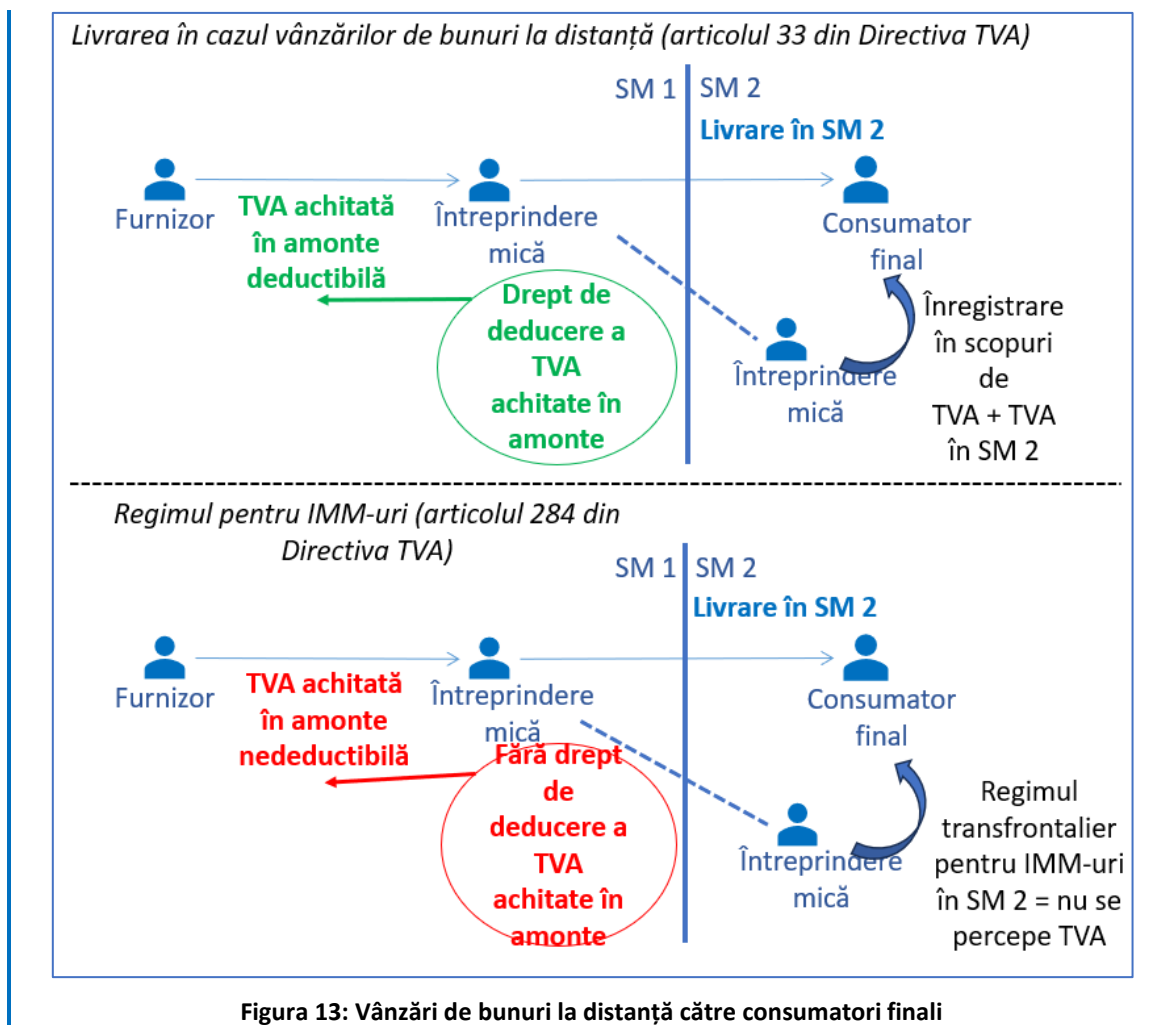 Livrarea în cazul vânzărilor de bunuri la distanță (articolul 33 din Directiva TVA)
SM 1
SM 2
Livrare în SM 2
Furnizor
TVA achitată
în amonte
deductibilă
Întreprindere
mică
Consumator
final
Drept de
deducere a
TVA
achitate în
amonte
Întreprindere
mică
Înregistrare
în scopuri
de
TVA + TVA
în SM 2
Regimul pentru IMM-uri (articolul 284 din
Directiva TVA)
SM 1
SM 2
Livrare în SM 2
Furnizor
TVA achitată
în amonte
nedeductibilă
Întreprindere
mică
Consumator
final
Fără drept
de
deducere a
TVA
achitate în
amonte
Întreprindere
mică
Regimul
transfrontalier
pentru IMM-uri
în SM 2 = nu se
percepe TVA
Figura 13: Vânzări de bunuri la distanță către consumatori finali